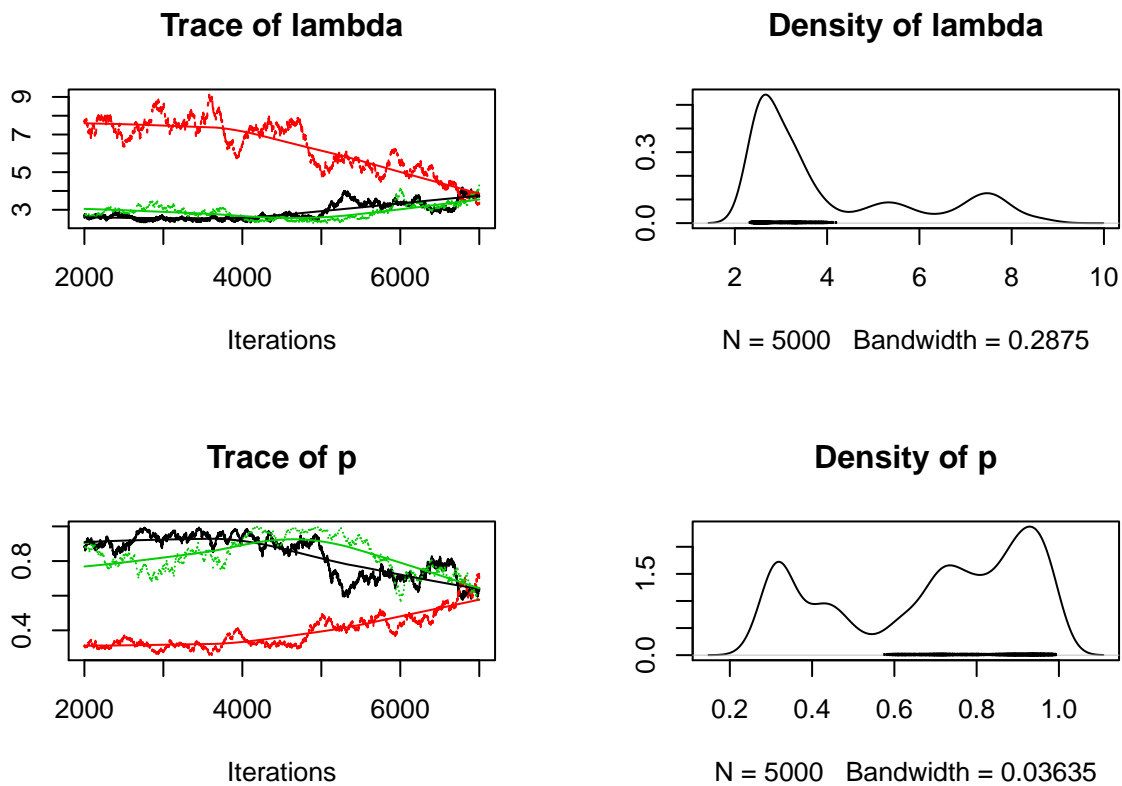 Trace of lambda
9
7
5
3
2000 4000 6000
Iterations
Density of lambda
0.3
0.0
2 4 6 8 10
N = 5000 Bandwidth = 0.2875
Trace of p
0.8
0.4
2000 4000 6000
Iterations
Density of p
1.5
0.0
0.2 0.4 0.6 0.8 1.0
N = 5000 Bandwidth = 0.03635